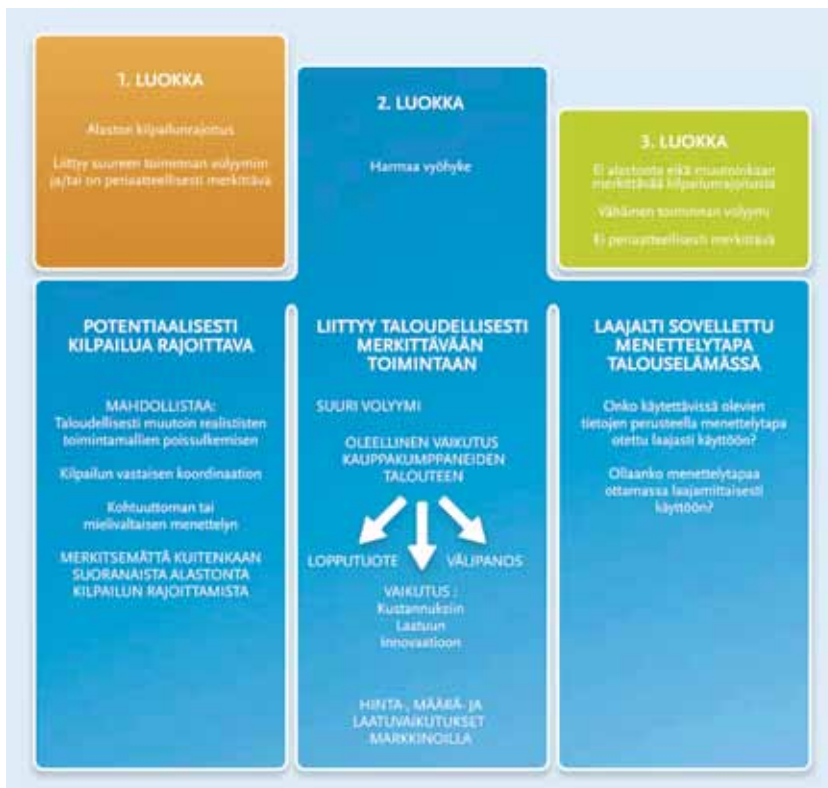 1. LUOKKA
Alaston kilpailunrajoitus
Liittyy suureen toiminnan volyymiin
ja/tai on periaatteellisesti merkittävä
2. LUOKKA
Harmaa vyöhyke
3. LUOKKA
Ei alastonta eikä muutoinkaan
merkittävää kilpailunrajoitusta
Vähäinen toiminnan volyymi
Ei periaatteellisesti merkittävä
POTENTIAALISESTI
KILPAILUA RAJOITTAVA
MAHDOLLISTAA:
Taloudellisesti muutoin realististen
toimintamallien poissulkemisen
Kilpailun vastaisen koordinaation
Kohtuuttoman tai
mielivaltaisen menettelyn
MERKITSEMÄTTÄ KUITENKAAN
SUORANAISTA ALASTONTA
KILPAILUN RAJOITTAMISTA
LIITTYY TALOUDELLISESTI
MERKITTÄVÄÄN
TOIMINTAAN
SUURI VOLYYMI
OLEELLINEN VAIKUTUS
KAUPPAKUMPPANEIDEN
TALOUTEEN
LOPPUTUOTE VÄLIPANOS
VAIKUTUS :
Kustannuksiin
Laatuun
Innovaatioon
HINTA-, MÄÄRÄ- JA
LAATUVAIKUTUKSET
MARKKINOILLA
LAAJALTI SOVELLETTU
MENETTELYTAPA
TALOUSELÄMÄSSÄ
Onko käytettävissä olevien
tietojen perusteella menettelytapa
otettu laajasti käyttöön?
Ollaanko menettelytapaa
ottamassa laajamittaisesti
käyttöön?